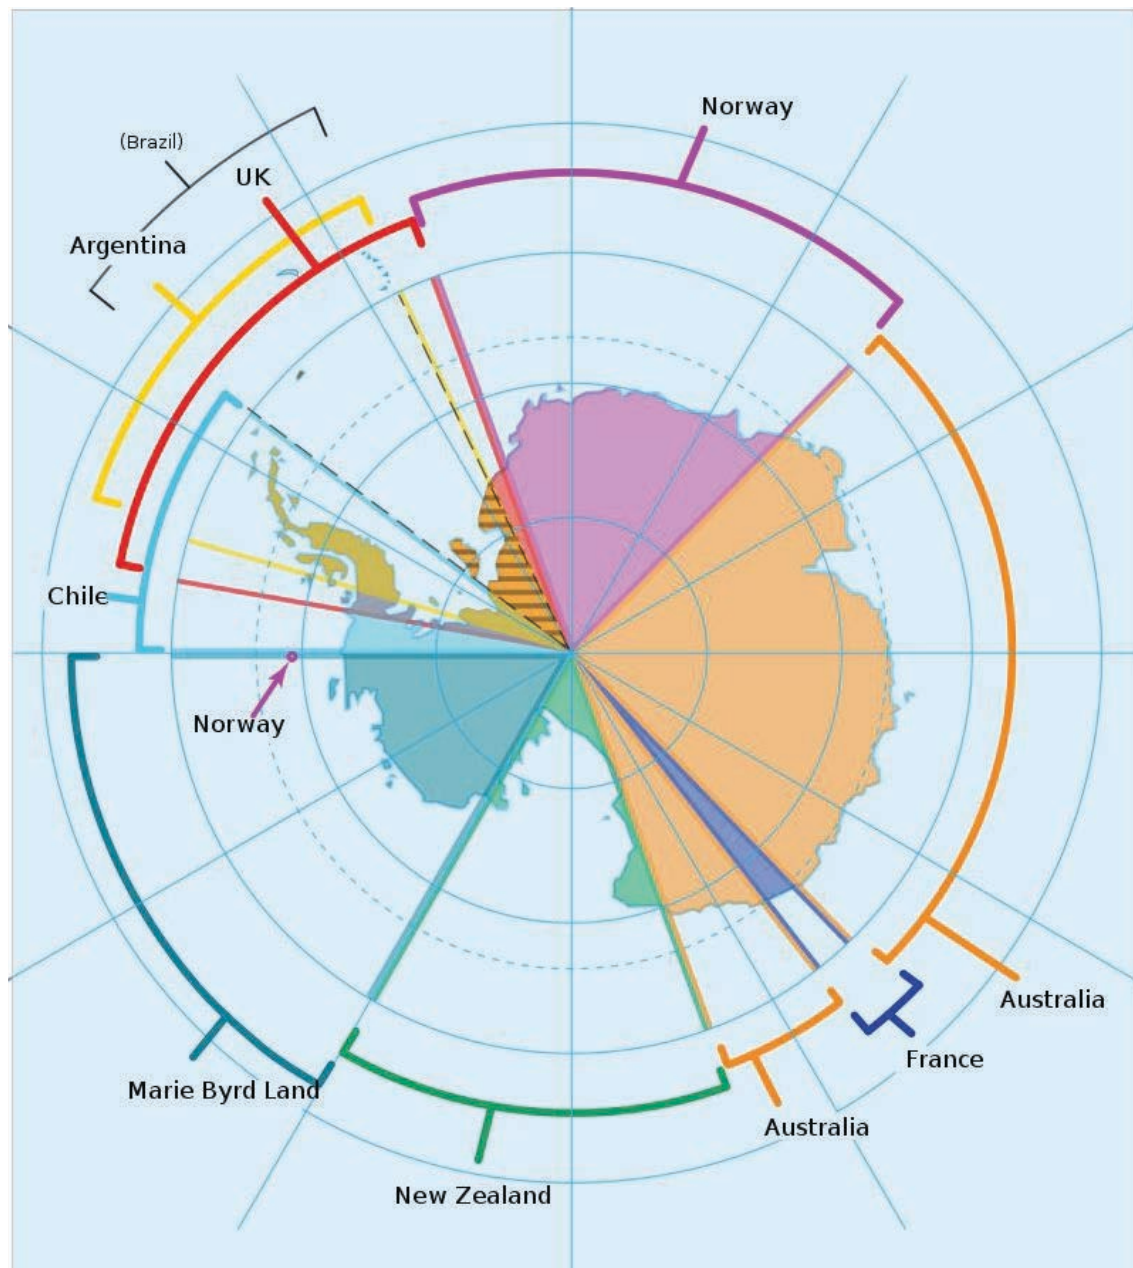 Norway
(Brazil)
UK
Argentina
Chile
Norway
Australia
France
Marie Byrd Land
Australia
New Zealand